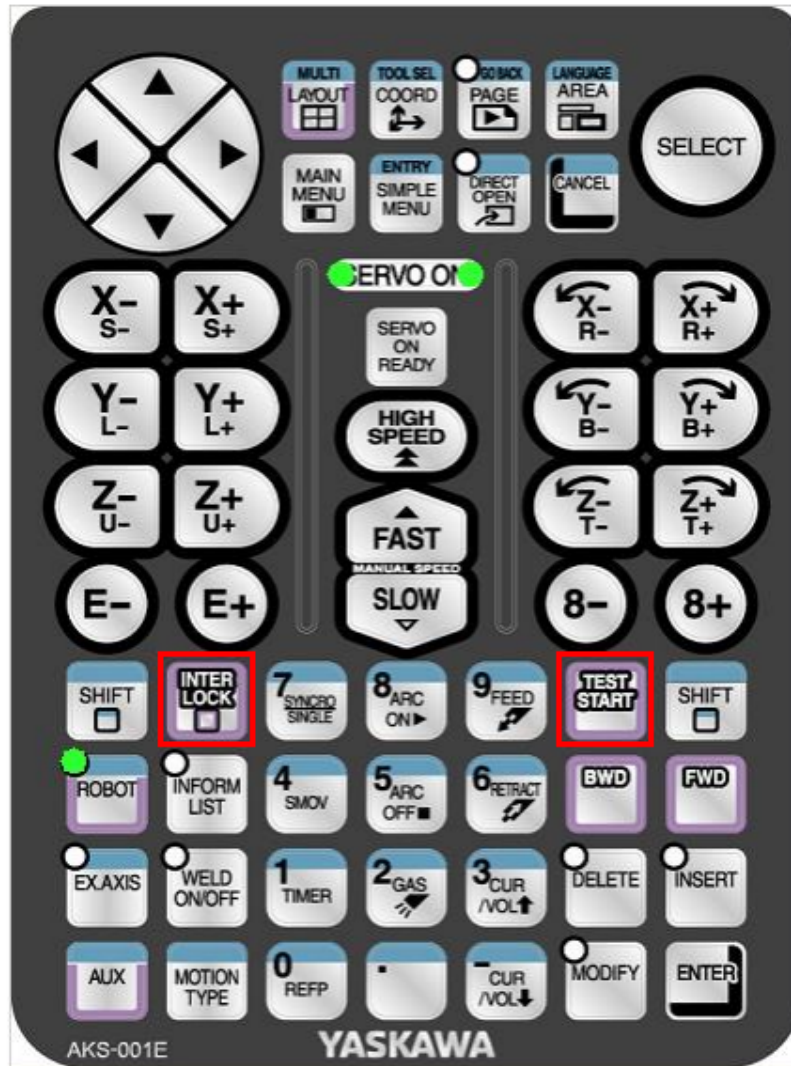 MULTI
LAYOUT
TOOL SEL
COORD
GO BACK
PAGE
LANGUAGE
AREA
SELECT
MAIN
MENU
ENTRY
SIMPLE
MENU
DIRECT
OPEN
CANCEL
SERVO ON
X-
S-
X+
S+
SERVO
ON
READY
X-
R-
X+
R+
Y-
L-
Y+
L+
HIGH
SPEED
Y-
B-
Y+
B+
Z-
U-
Z+
U+
FAST
MANUAL SPEED
SLOW
Z-
T-
Z+
T+
E-
E+
8-
8+
SHIFT
INTER
LOCK
7
SYNCRO
SINGLE
8 ARC
ON▶
9 FEED
TEST
START
SHIFT
ROBOT
INFORM
LIST
4
SMOV
5 ARC
OFF■
6 RETRACT
BWD
FWD
EX.AXIS
WELD
ON/OFF
1
TIMER
2 GAS
3 CUR
/VOL⬆
DELETE
INSERT
AUX
MOTION
TYPE
0
REFP
.
- CUR
/VOL⬇
MODIFY
ENTER
AKS-001E
YASKAWA